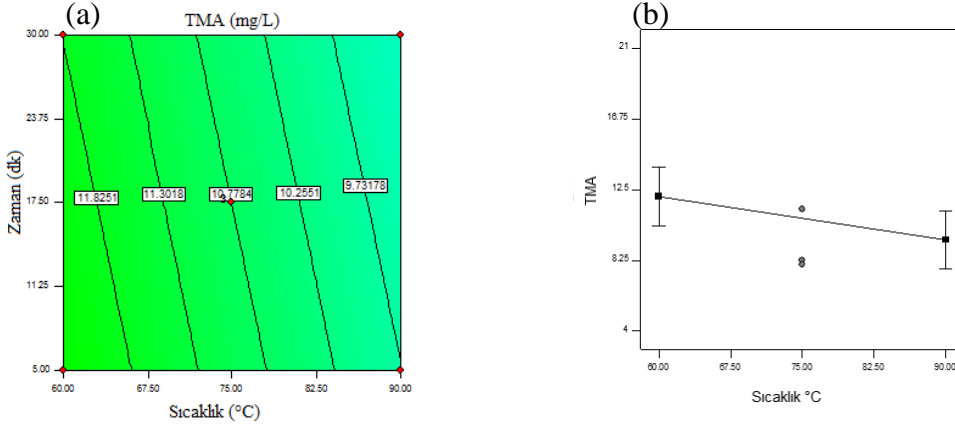 (a)
TMA (mg/L)
30.00
23.75
17.50
11.25
5.00
Zaman (dk)
11.8251
11.3018
10.7784
10.2551
9.73178
3
60.00 67.50 75.00 82.50 90.00
Sıcaklık (°C)
(b)
21
16.75
12.5
8.25
4
TMA
60.00 67.50 75.00 82.50 90.00
Sıcaklık °C